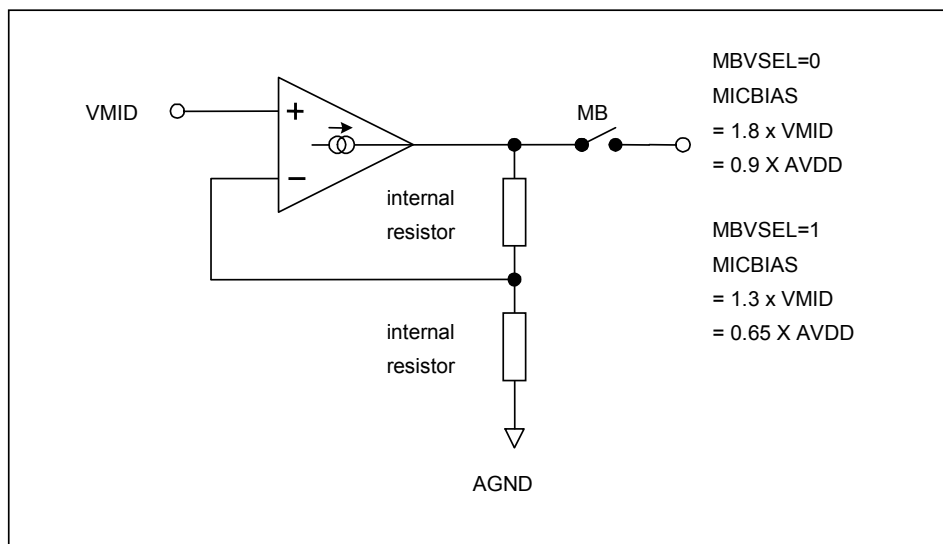 VMID
+
−
MB
internal
resistor
internal
resistor
AGND
MBVSEL=0
MICBIAS
= 1.8 x VMID
= 0.9 X AVDD
MBVSEL=1
MICBIAS
= 1.3 x VMID
= 0.65 X AVDD